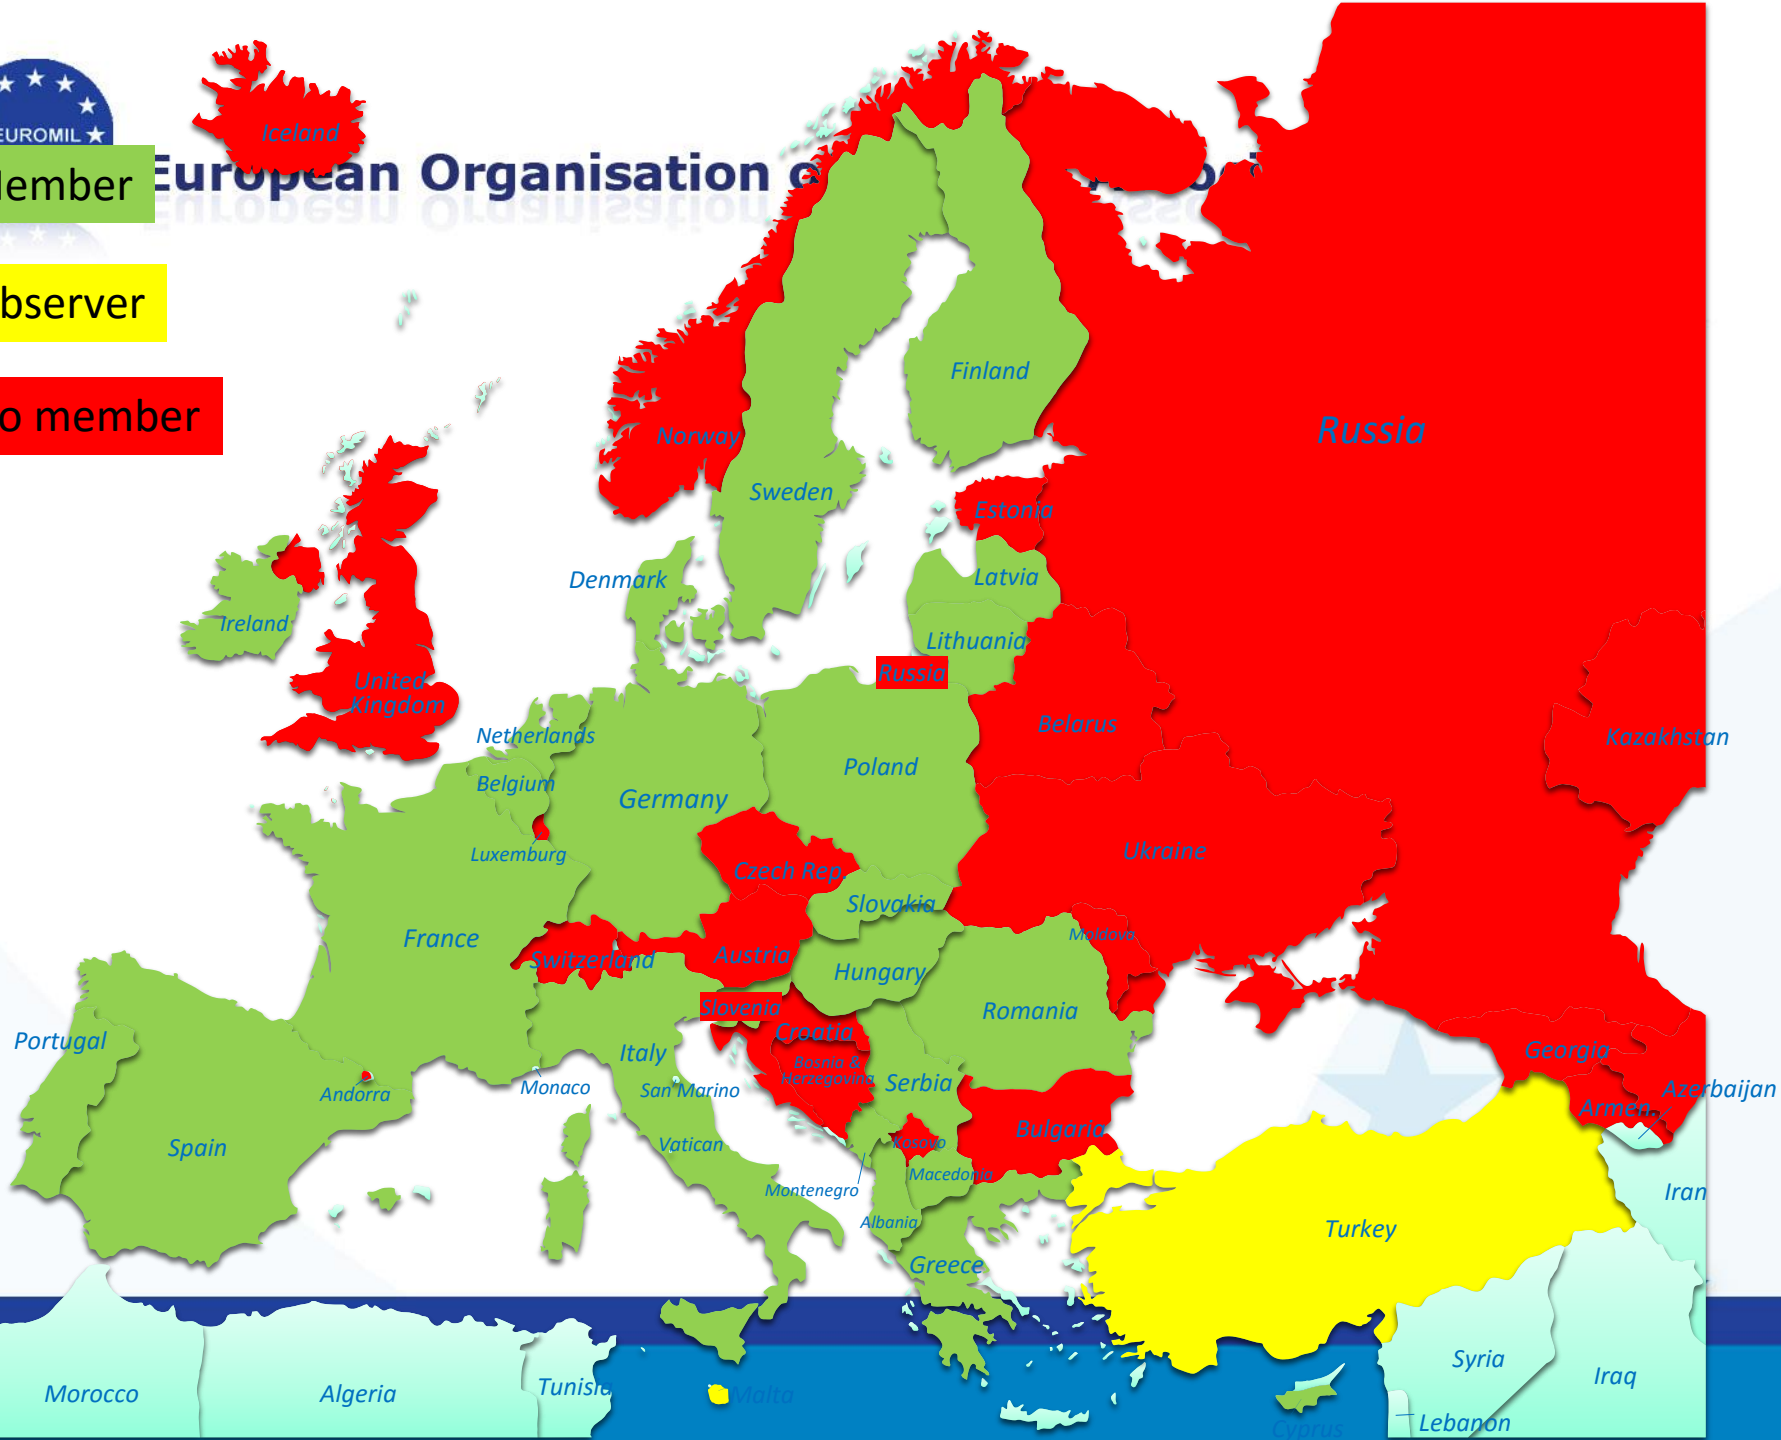 EUROMIL
European Organisation o
Member
Observer
No member
Iceland
Finland
Norway
Russia
Sweden
Estonia
Denmark
Latvia
Ireland
Lithuania
Russia
United
Kingdom
Belarus
Netherlands
Kazakhstan
Poland
Belgium
Germany
Ukraine
Luxemburg
Czech Rep.
Slovakia
France
Moldova
Switzerland
Austria
Hungary
Slovenia
Romania
Croatia
Portugal
Italy
Georgia
Bosnia &
Herzegovina
Serbia
Andorra
Monaco
San Marino
Azerbaijan
Armen.
Spain
Vatican
Kosovo
Bulgaria
Macedonia
Montenegro
Iran
Albania
Turkey
Greece
Syria
Iraq
Morocco
Algeria
Tunisia
Malta
Cyprus
Lebanon